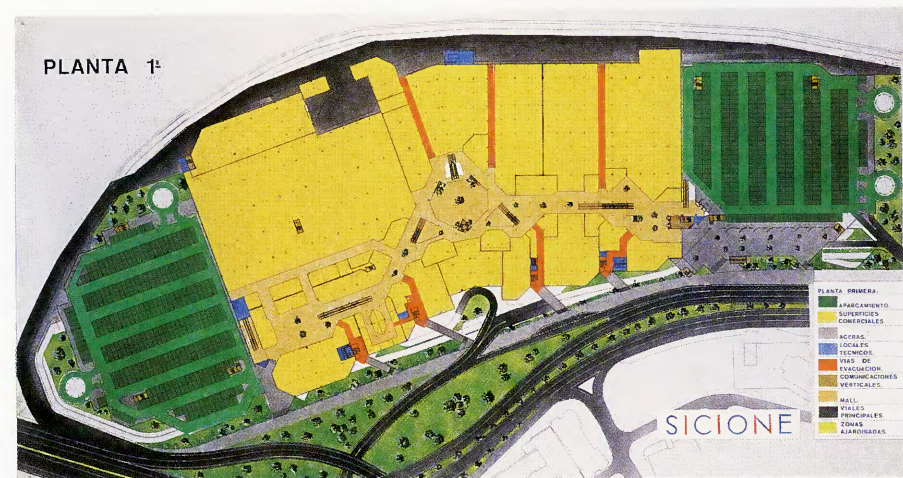 PLANTA 1ª
PLANTA PRIMERA:
APARCAMIENTO.
SUPERFICIES
COMERCIALES.
ACERAS.
LOCALES
TECNICOS.
VIAS DE
EVACUACION.
COMUNICACIONES
VERTICALES.
MALL.
VIALES
PRINCIPALES.
ZONAS
AJARDINADAS.
SICIONE